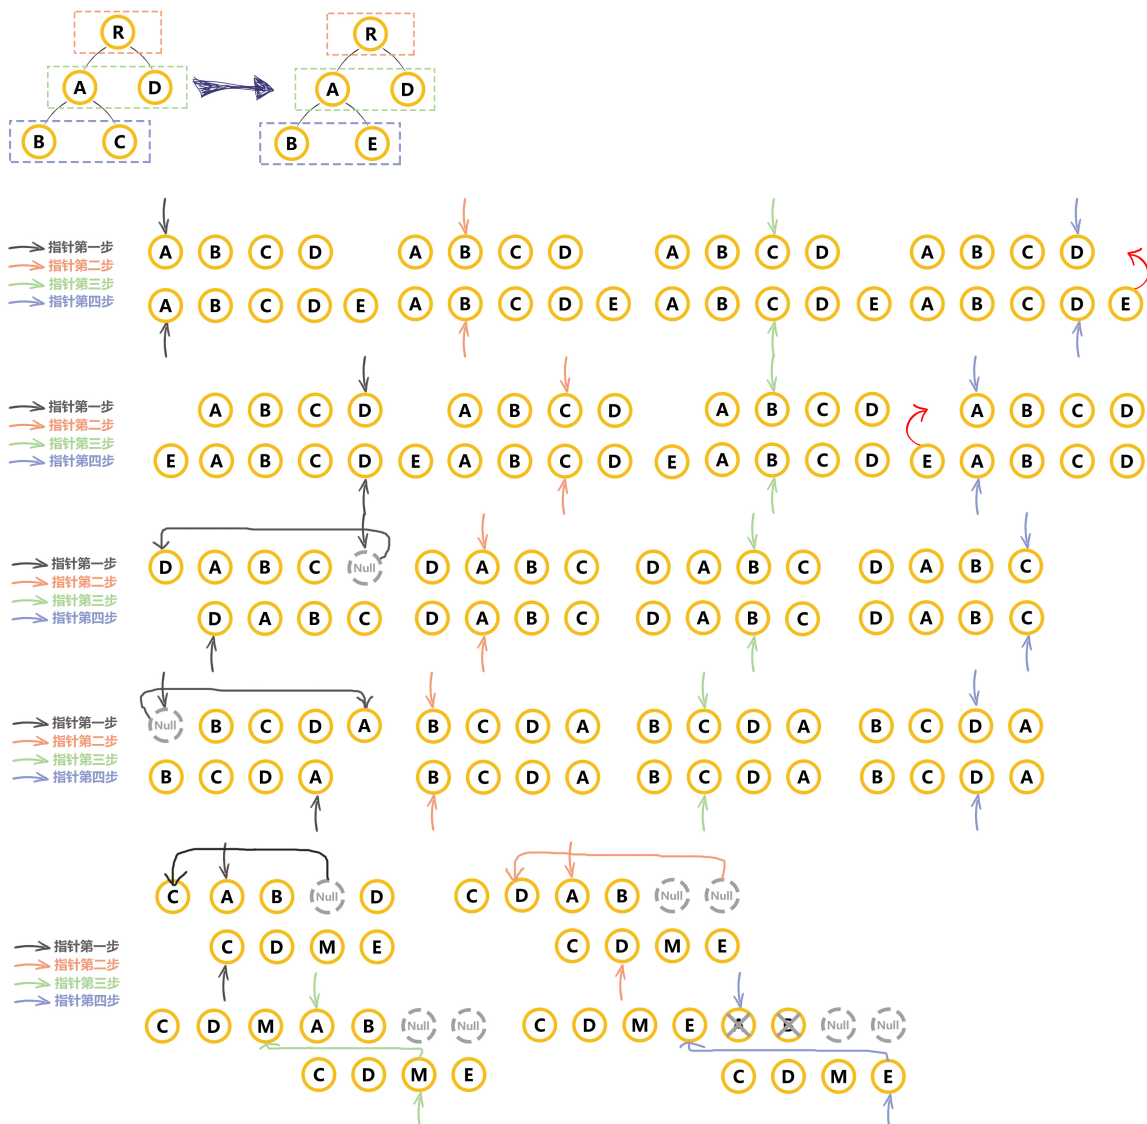 R R
A D A D
B C B E
指针第一步 A B C D A B C D A B C D A B C D
指针第二步
指针第三步
指针第四步 A B C D E A B C D E A B C D E A B C D E
指针第一步 A B C D A B C D A B C D A B C D
指针第二步
指针第三步
指针第四步 E A B C D E A B C D E A B C D E A B C D
指针第一步 D A B C Null D A B C D A B C D A B C
指针第二步
指针第三步
指针第四步 D A B C D A B C D A B C D A B C
指针第一步 Null B C D A B C D A B C D A B C D A
指针第二步
指针第三步
指针第四步 B C D A B C D A B C D A B C D A
C A B Null D C D A B Null Null
指针第一步 C D M E C D M E
指针第二步
指针第三步
指针第四步
C D M A B Null Null C D M E A B Null Null
C D M E C D M E